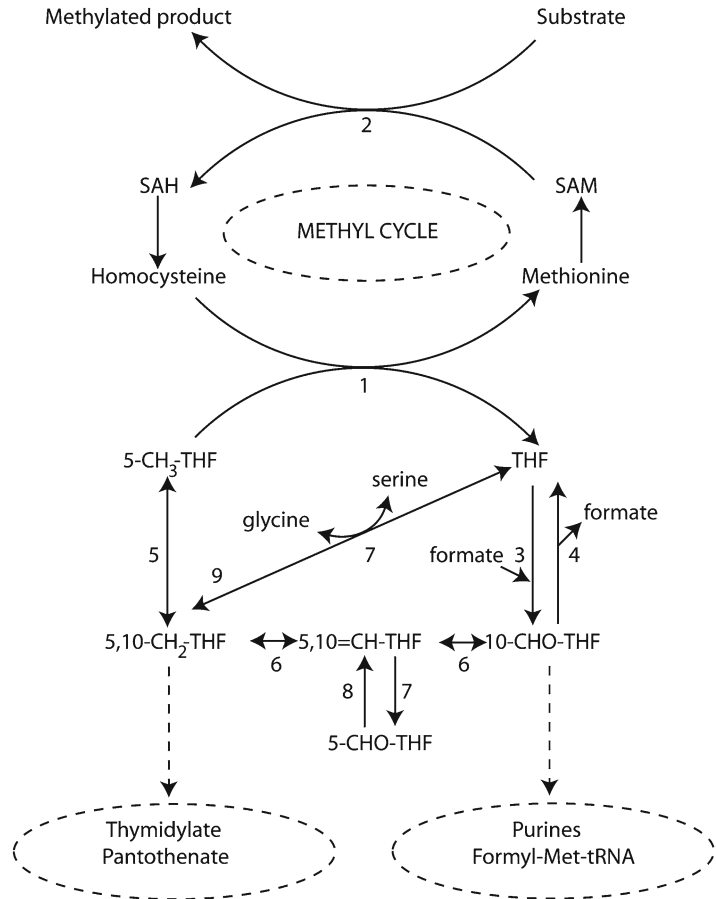 Methylated product
Substrate
2
SAH
SAM
METHYL CYCLE
Homocysteine
Methionine
1
5-CH3-THF
THF
serine
glycine
formate
7
formate
3
4
5
9
5,10-CH2-THF
5,10=CH-THF
10-CHO-THF
6
6
8
7
5-CHO-THF
Thymidylate
Pantothenate
Purines
Formyl-Met-tRNA